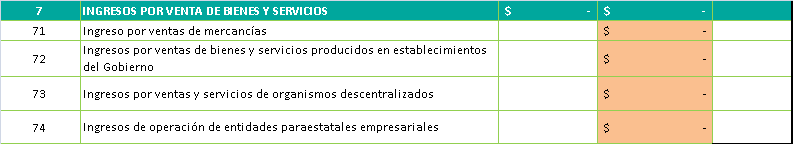 7 INGRESOS POR VENTA DE BIENES Y SERVICIOS $ - $ -
71 Ingreso por ventas de mercancías $ -
72 Ingresos por ventas de bienes y servicios producidos en establecimientos
del Gobierno $ -
73 Ingresos por ventas y servicios de organismos descentralizados $ -
74 Ingresos de operación de entidades paraestatales empresariales $ -